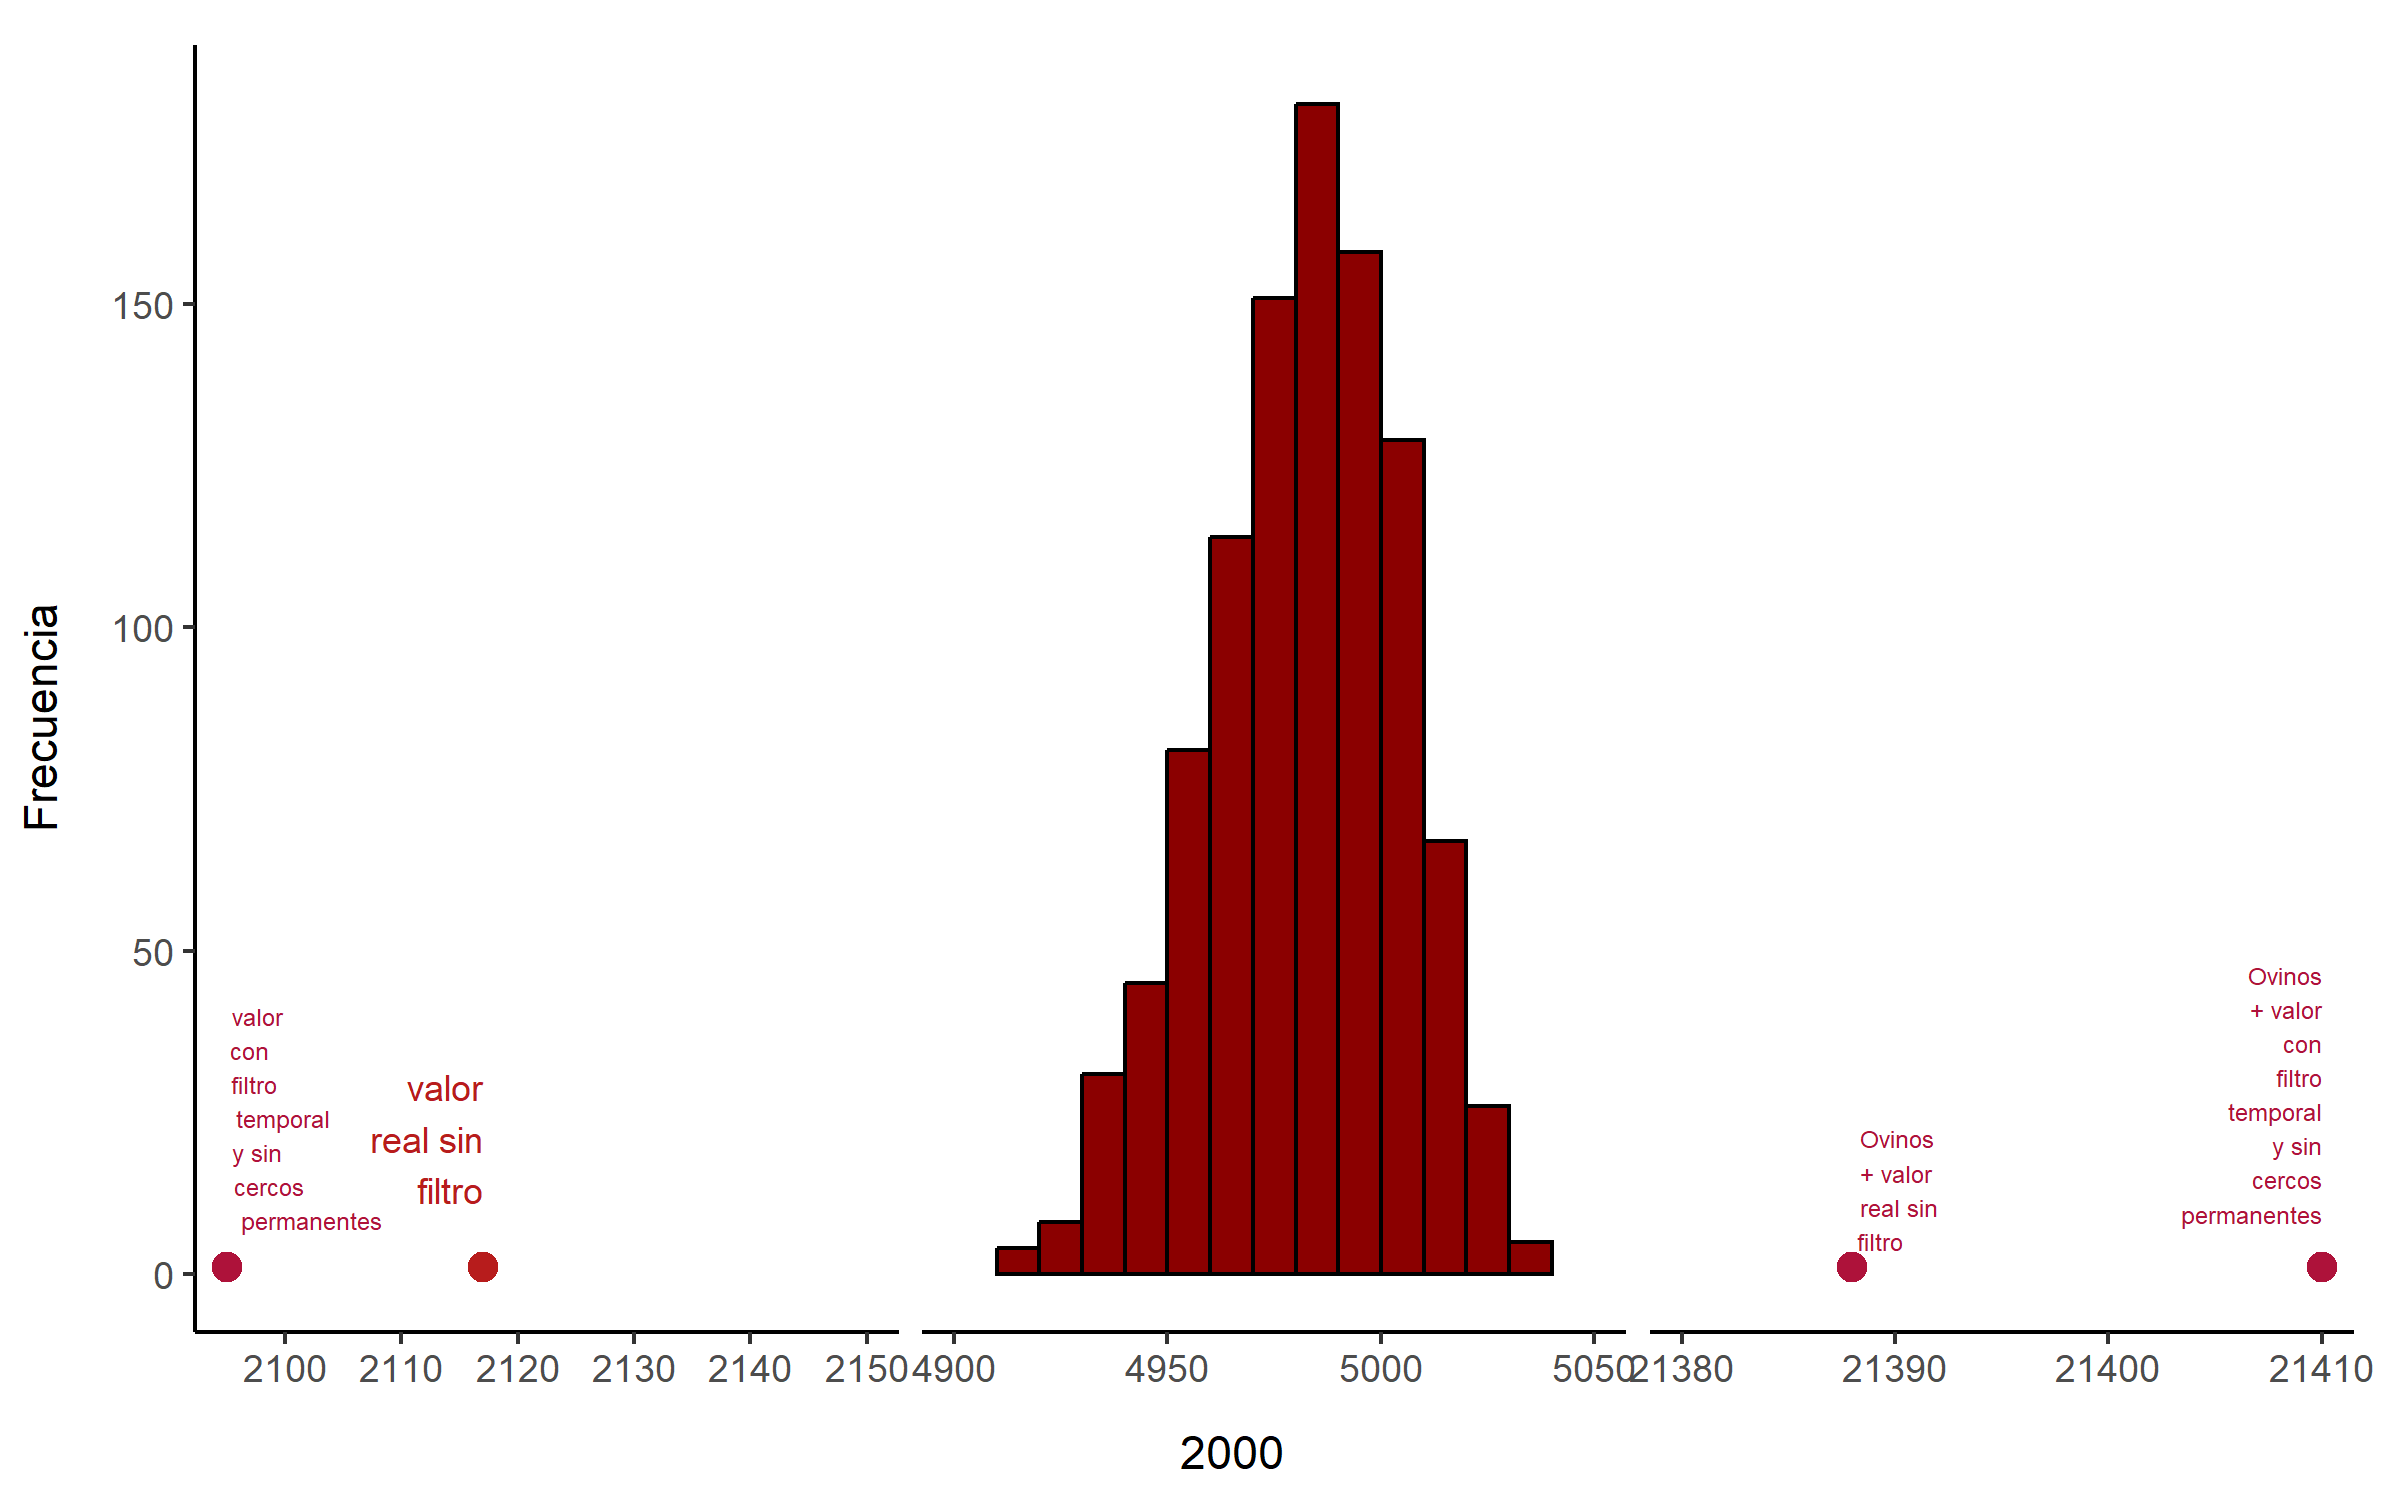 Frecuencia
150
100
50
0
valor
con
filtro
temporal
y sin
cercos
permanentes
valor
real sin
filtro
Ovinos
+ valor
real sin
filtro
Ovinos
+ valor
con
filtro
temporal
y sin
cercos
permanentes
2100 2110 2120 2130 2140 2150 4900 4950 5000 5050 21380 21390 21400 21410
2000